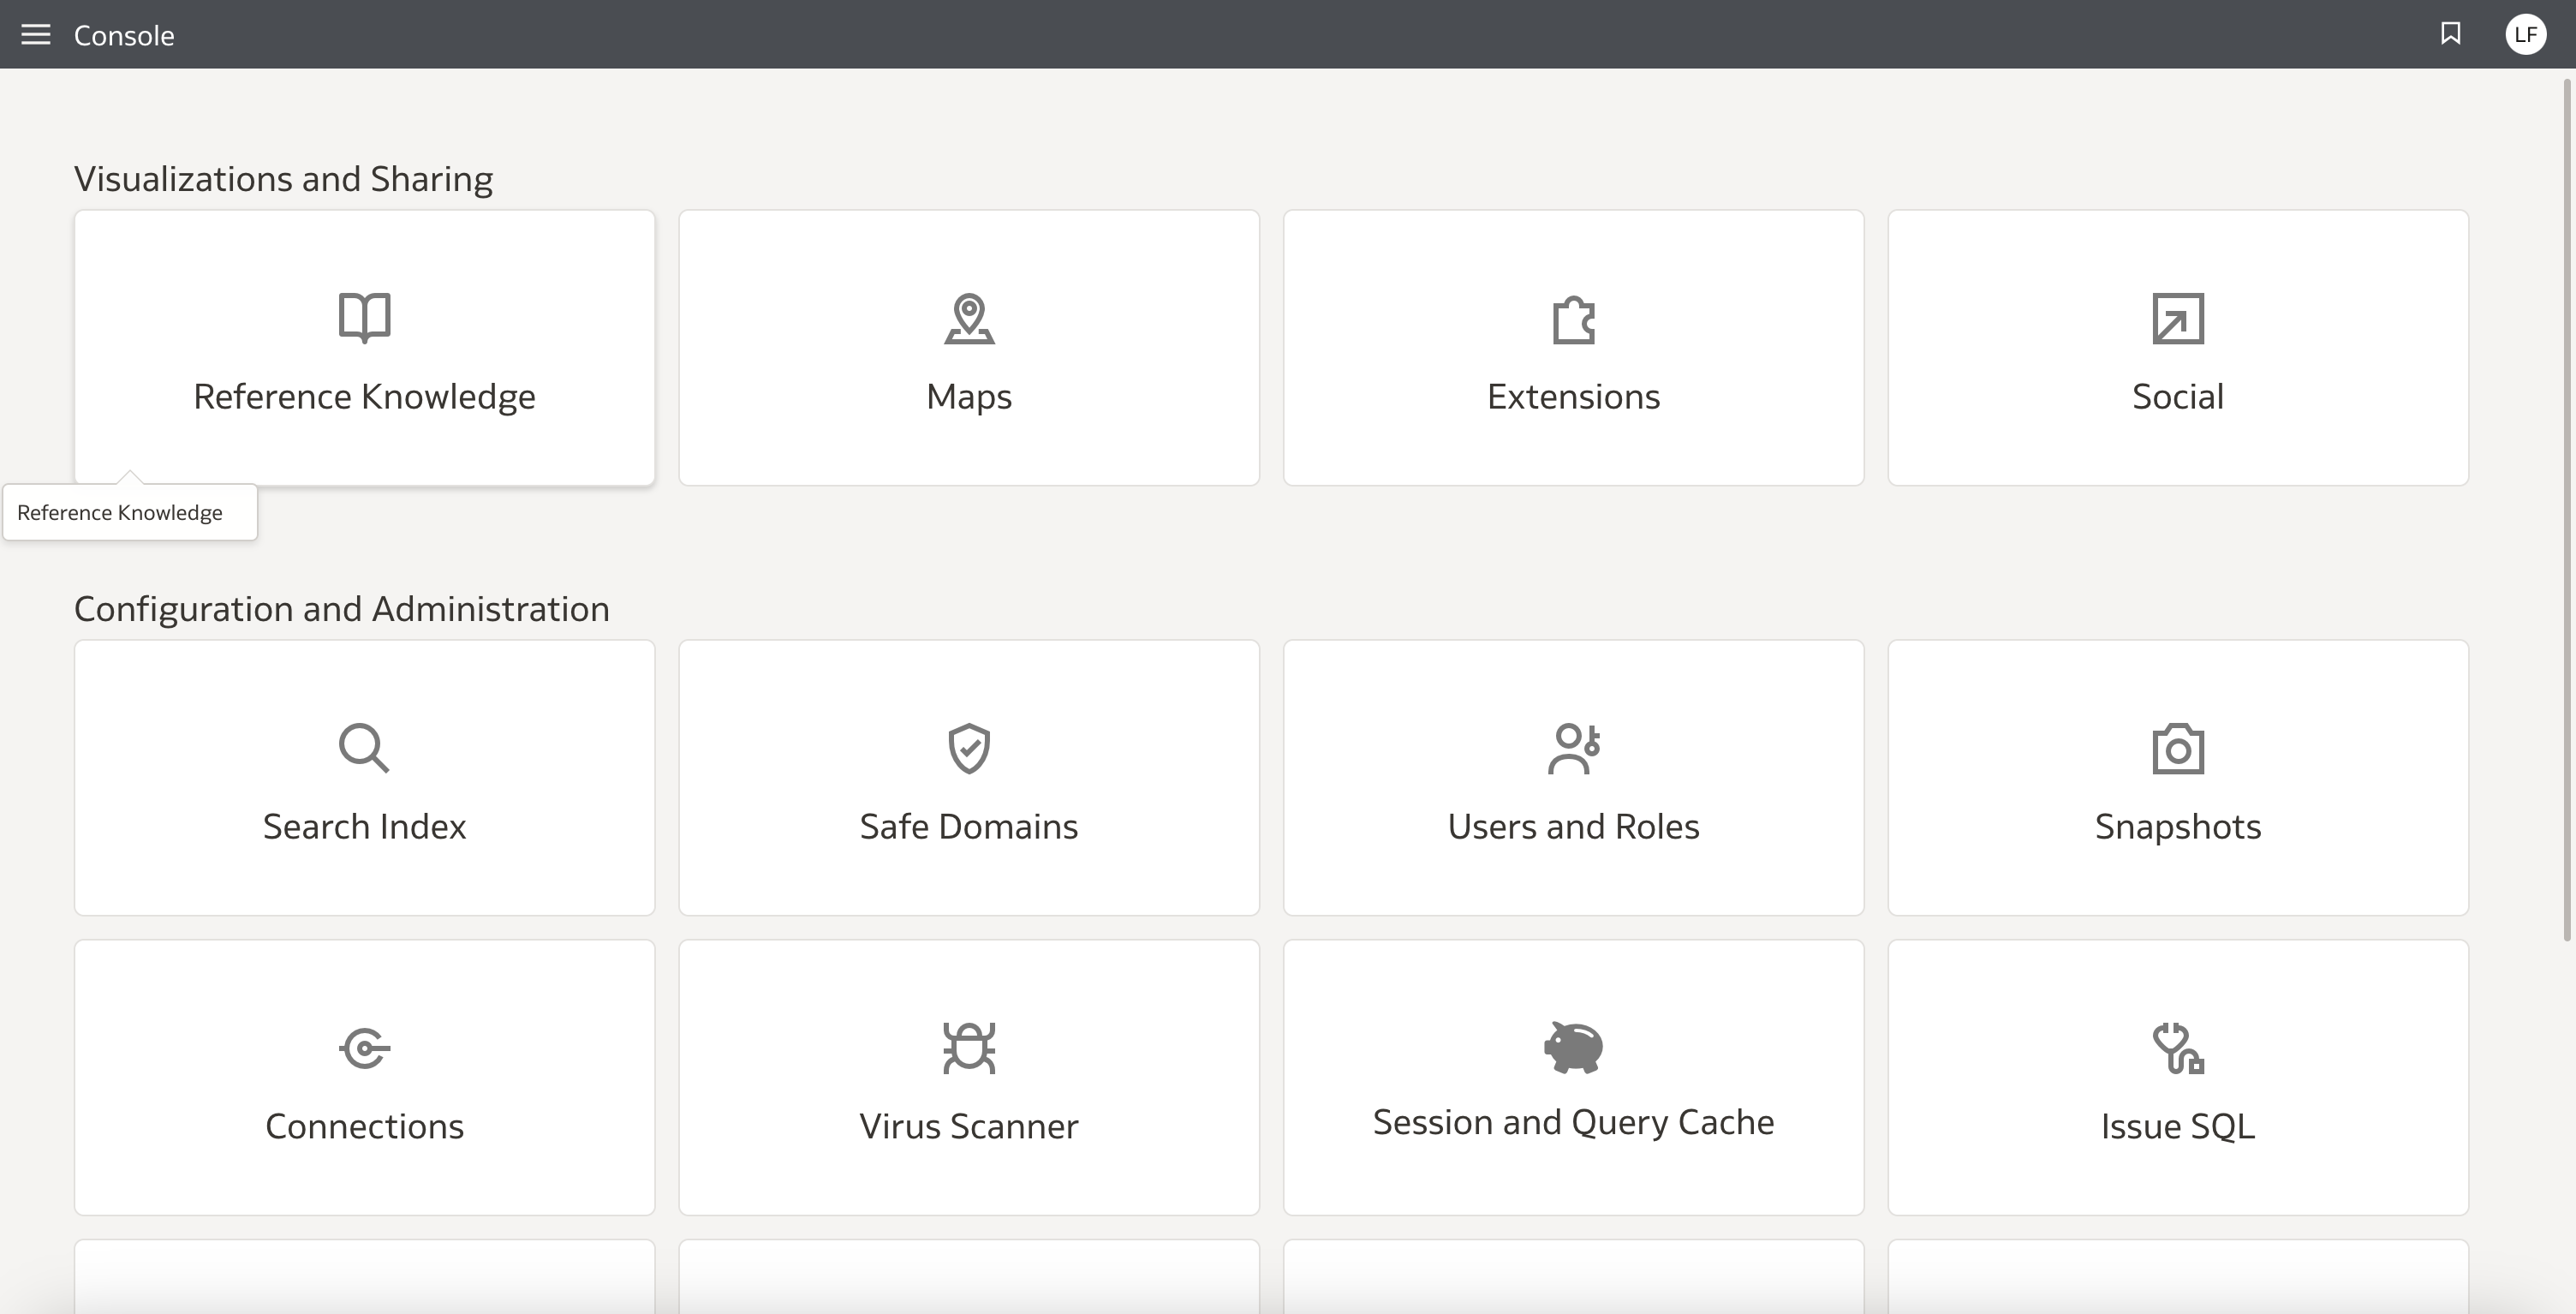 Console
LF
Visualizations and Sharing
Reference Knowledge
Maps
Extensions
Social
Reference Knowledge
Configuration and Administration
Search Index
Safe Domains
Users and Roles
Snapshots
Connections
Virus Scanner
Session and Query Cache
Issue SQL